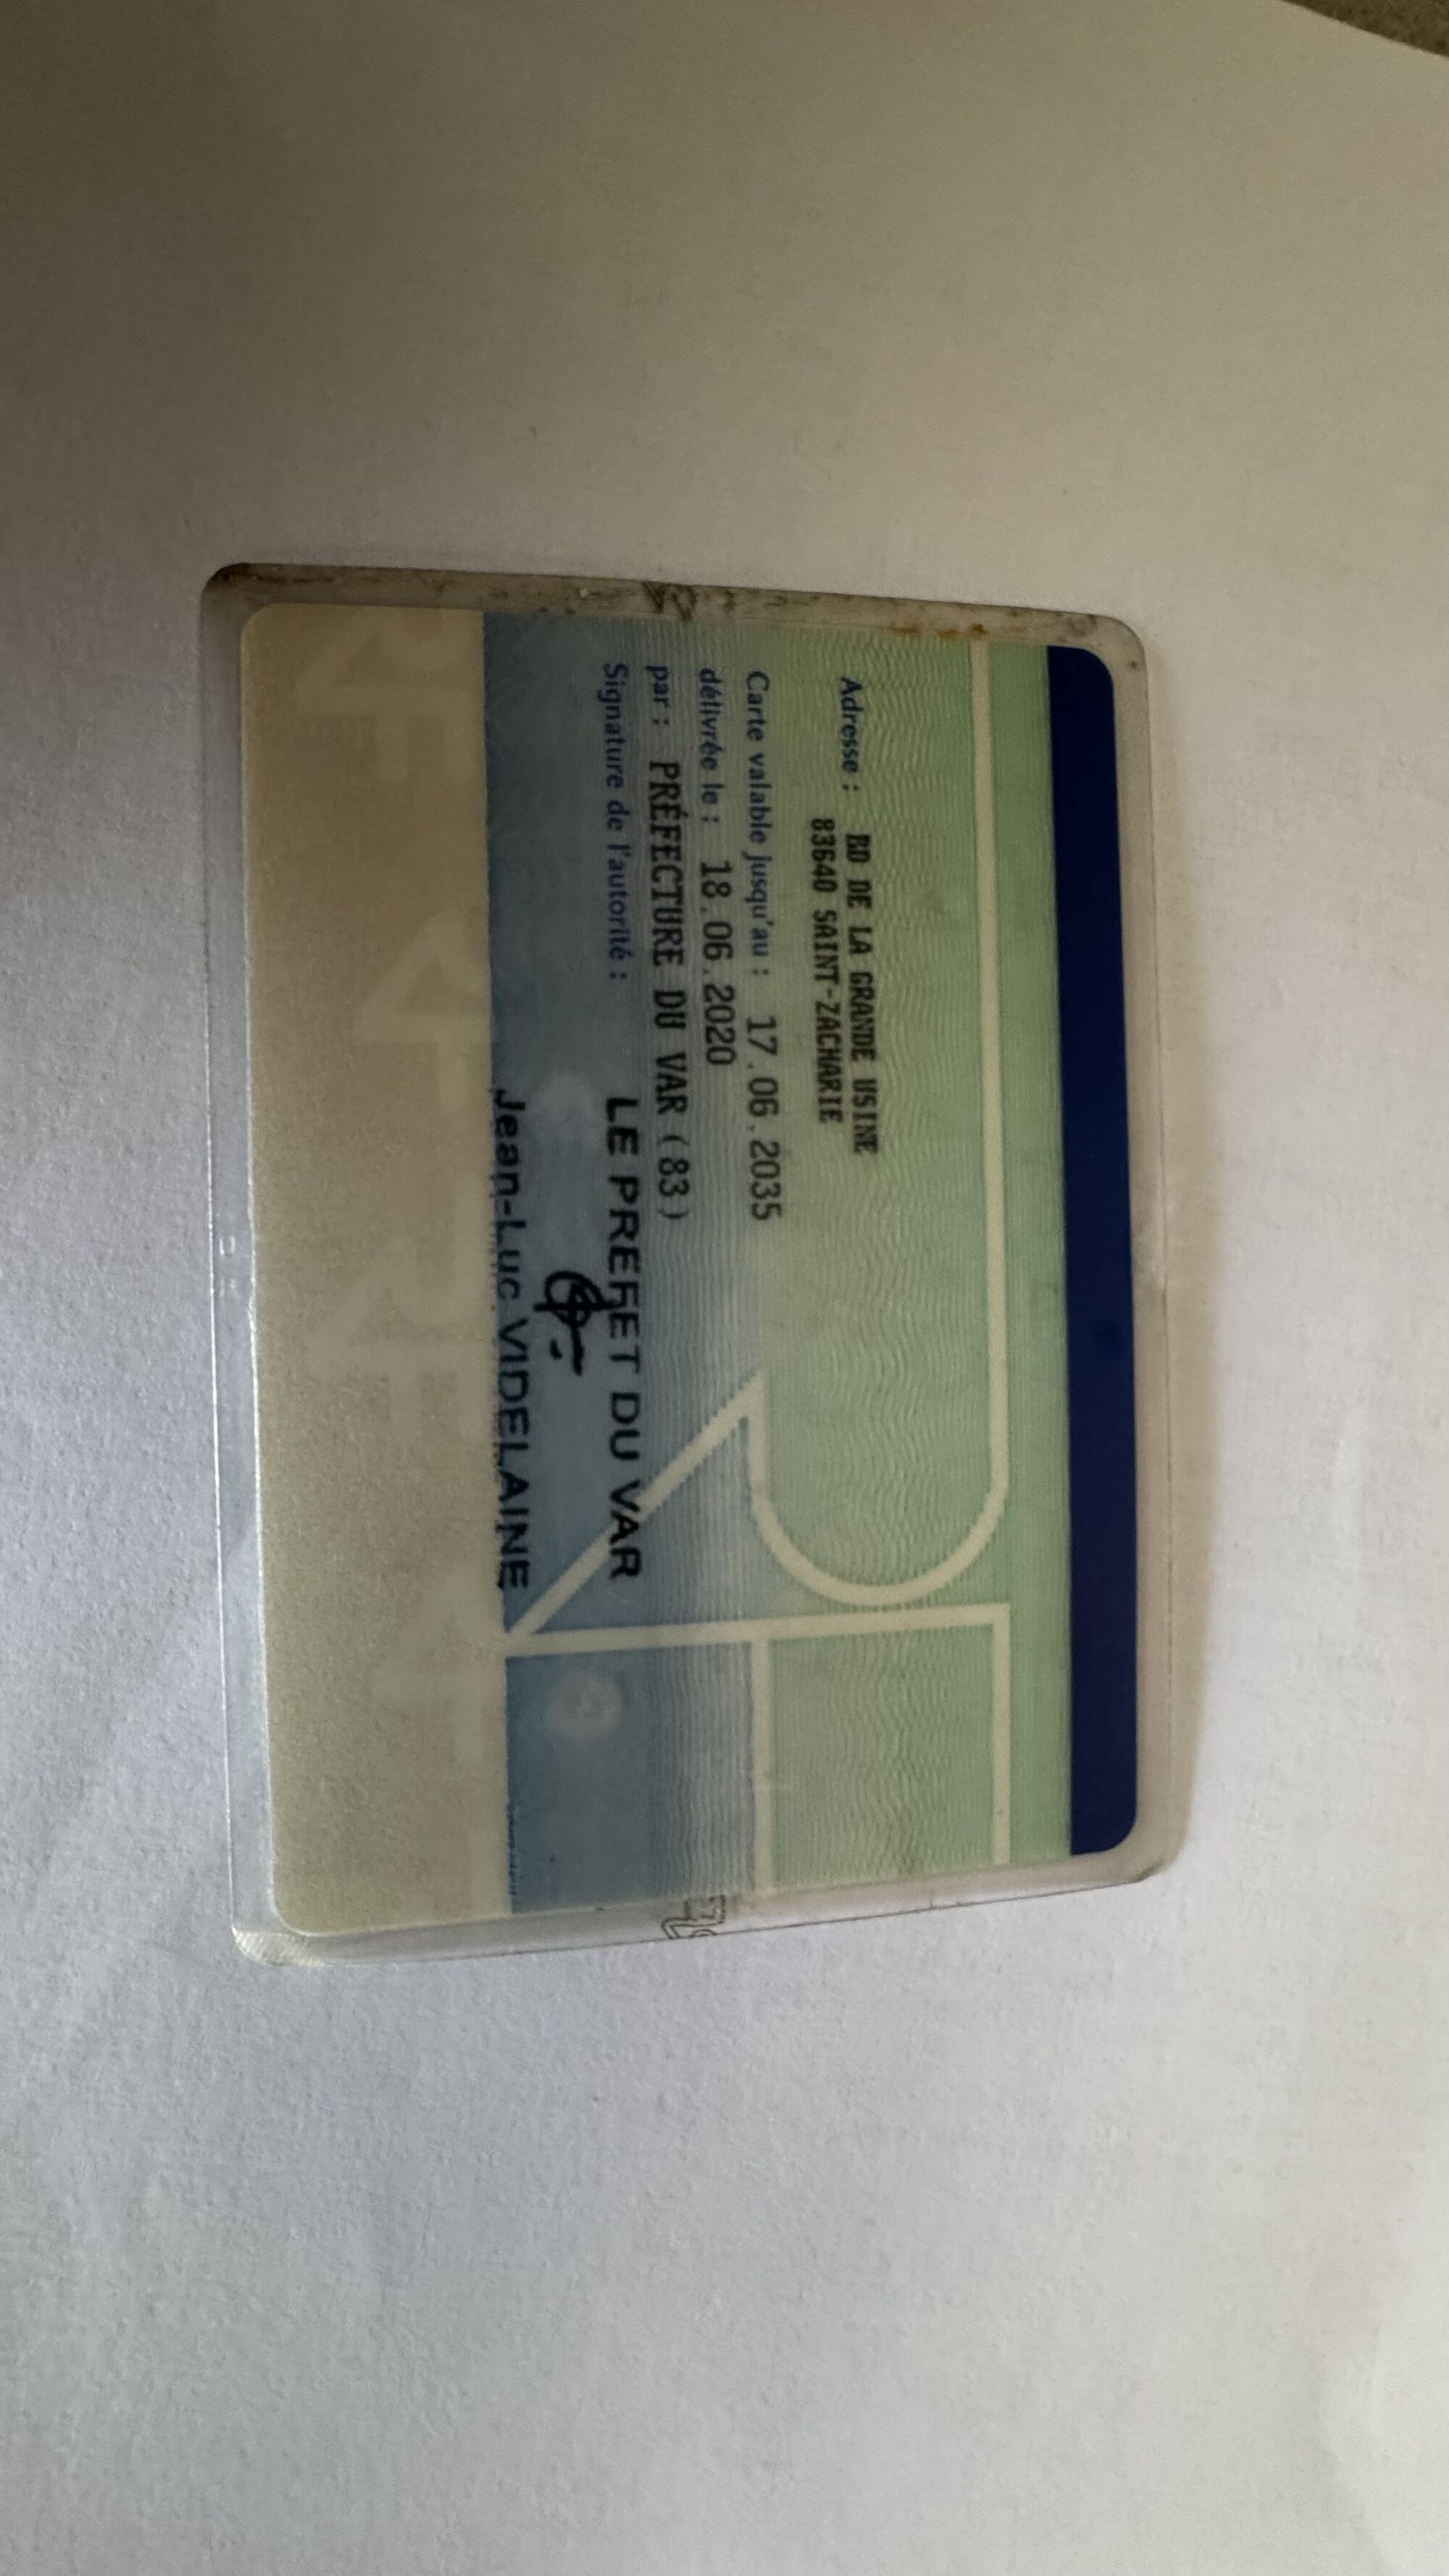 Adresse : BD DE LA GRANDE USINE
83640 SAINT-ZACHARIE
Carte valable jusqu'au : 17.06.2035
délivrée le : 18.06.2020
par : PRÉFECTURE DU VAR (83)
Signature de l'autorité :
LE PREFET DU VAR
Jean-Luc VIDELAINE
RF